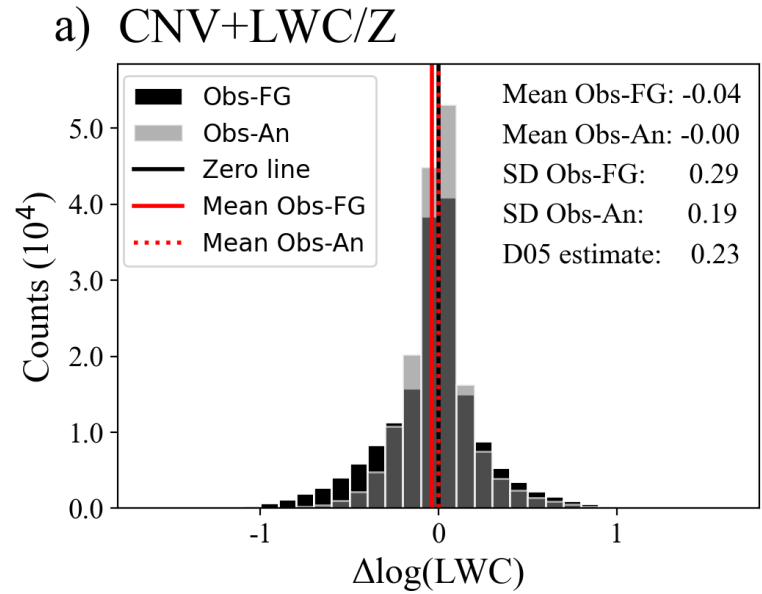 a) CNV+LWC/Z
Obs-FG
Obs-An
Zero line
Mean Obs-FG
Mean Obs-An
Mean Obs-FG: -0.04
Mean Obs-An: -0.00
SD Obs-FG: 0.29
SD Obs-An: 0.19
D05 estimate: 0.23
Counts (10⁴)
5.0
4.0
3.0
2.0
1.0
0.0
-1 0 1
Δlog(LWC)